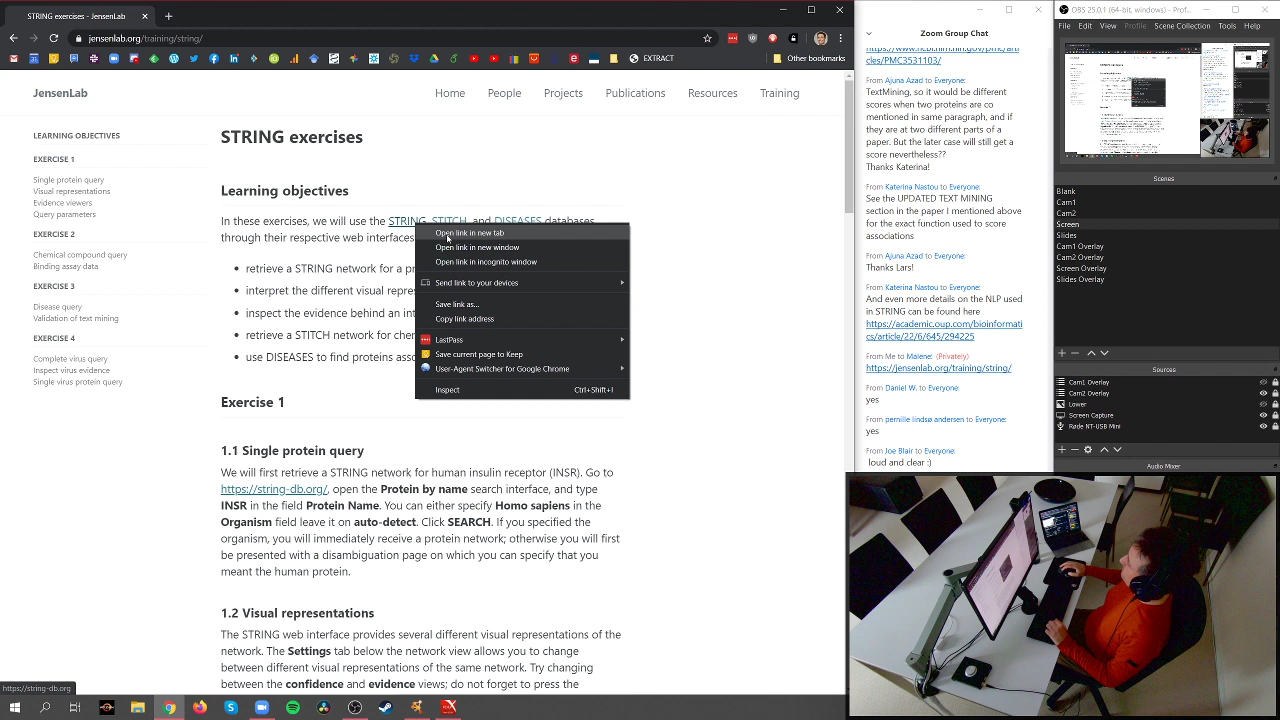 STRING exercises - JensenLab
jensenlab.org/training/string/
EXTRACT
Other bookmarks
JensenLab
Home
People
Projects
Publications
Resources
Training
LEARNING OBJECTIVES
EXERCISE 1
Single protein query
Visual representations
Evidence viewers
Query parameters
EXERCISE 2
Chemical compound query
Binding assay data
EXERCISE 3
Disease query
Validation of text mining
EXERCISE 4
Complete virus query
Inspect virus evidence
Single virus protein query
STRING exercises
Learning objectives
In these exercises, we will use the STRING, STITCH, and DISEASES databases
through their respective web interfaces
retrieve a STRING network for a pr
interpret the different visual repre
inspect the evidence behind an int
retrieve a STITCH network for che
use DISEASES to find proteins asso
Open link in new tab
Open link in new window
Open link in incognito window
Send link to your devices
Save link as...
Copy link address
LastPass
Save current page to Keep
User-Agent Switcher for Google Chrome
Inspect Ctrl+Shift+I
Exercise 1
1.1 Single protein query
We will first retrieve a STRING network for human insulin receptor (INSR). Go to
https://string-db.org/, open the Protein by name search interface, and type
INSR in the field Protein Name. You can either specify Homo sapiens in the
Organism field leave it on auto-detect. Click SEARCH. If you specified the
organism, you will immediately receive a protein network; otherwise you will first
be presented with a disambiguation page on which you can specify that you
meant the human protein.
1.2 Visual representations
The STRING web interface provides several different visual representations of the
network. The Settings tab below the network view allows you to change
between different visual representations of the same network. Try changing
between the confidence and evidence views; do not forget to press the
https://string-db.org
Zoom Group Chat
https://www.ncbi.nlm.nih.gov/pmc/arti
cles/PMC3531103/
From Ajuna Azad to Everyone:
TextMining, so it would be different
scores when two proteins are co
mentioned in same paragraph, and if
they are at two different parts of a
paper. But the later case will still get a
score nevertheless??
Thanks Katerina!
From Katerina Nastou to Everyone:
See the UPDATED TEXT MINING
section in the paper I mentioned above
for the exact function used to score
associations
From Ajuna Azad to Everyone:
Thanks Lars!
From Katerina Nastou to Everyone:
And even more details on the NLP used
in STRING can be found here
https://academic.oup.com/bioinformati
cs/article/22/6/645/294225
From Me to Malene: (Privately)
https://jensenlab.org/training/string/
From Daniel W. to Everyone:
yes
From pernille lindsø andersen to Everyone:
yes
From Joe Blair to Everyone:
loud and clear :)
OBS 25.0.1 (64-bit, windows) - Prof...
File Edit View Profile Scene Collection Tools Help
Scenes
Blank
Cam1
Cam2
Screen
Slides
Cam1 Overlay
Cam2 Overlay
Screen Overlay
Slides Overlay
Sources
Cam1 Overlay
Cam2 Overlay
Lower
Screen Capture
Røde NT-USB Mini
Audio Mixer